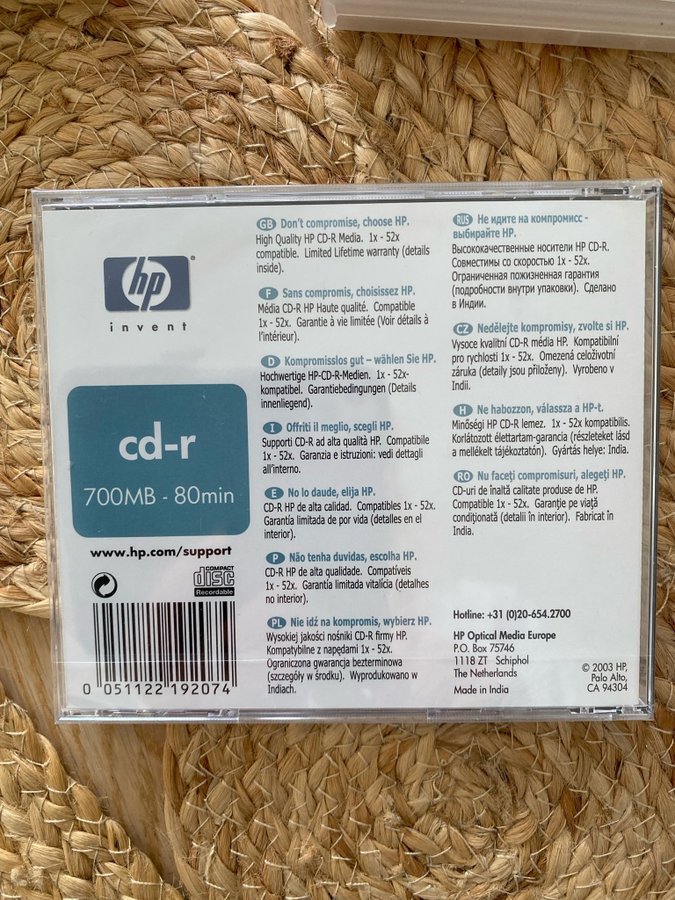 hp
®
invent
cd-r
700MB - 80min
www.hp.com/support
COMPACT
disc
Recordable
0 051122 192074
GB Don't compromise, choose HP.
High Quality HP CD-R Media. 1x - 52x
compatible. Limited Lifetime warranty (details
inside).
F Sans compromis, choisissez HP.
Média CD-R HP Haute qualité. Compatible
1x - 52x. Garantie à vie limitée (Voir détails à
l'intérieur).
D Kompromisslos gut – wählen Sie HP.
Hochwertige HP-CD-R-Medien. 1x - 52x-
kompatibel. Garantiebedingungen (Details
innenliegend).
I Offriti il meglio, scegli HP.
Supporti CD-R ad alta qualità HP. Compatibile
1x - 52x. Garanzia e istruzioni: vedi dettagli
all'interno.
E No lo daude, elija HP.
CD-R HP de alta calidad. Compatibles 1x - 52x.
Garantía limitada de por vida (detalles en el
interior).
P Não tenha duvidas, escolha HP.
CD-R HP de alta qualidade. Compatíveis
1x - 52x. Garantia limitada vitalícia (detalhes
no interior).
PL Nie idź na kompromis, wybierz HP.
Wysokiej jakości nośniki CD-R firmy HP.
Kompatybilne z napędami 1x - 52x.
Ograniczona gwarancja bezterminowa
(szczegóły w środku). Wyprodukowano w
Indiach.
RUS Не идите на компромисс -
выбирайте HP.
Высококачественные носители HP CD-R.
Совместимы со скоростью 1x - 52x.
Ограниченная пожизненная гарантия
(подробности внутри упаковки). Сделано
в Индии.
CZ Nedělejte kompromisy, zvolte si HP.
Vysoce kvalitní CD-R média HP. Kompatibilní
pro rychlosti 1x - 52x. Omezená celoživotní
záruka (detaily jsou přiloženy). Vyrobeno v
Indii.
H Ne habozzon, válassza a HP-t.
Minőségi HP CD-R lemez. 1x - 52x kompatibilis.
Korlátozott élettartam-garancia (részleteket lásd
a mellékelt tájékoztatón). Gyártás helye: India.
RO Nu faceţi compromisuri, alegeţi HP.
CD-uri de înaltă calitate produse de HP.
Compatible 1x - 52x. Garanţie pe viaţă
condiţionată (detalii în interior). Fabricat în
India.
Hotline: +31 (0)20-654.2700
HP Optical Media Europe
P.O. Box 75746
1118 ZT Schiphol
The Netherlands
Made in India
© 2003 HP,
Palo Alto,
CA 94304